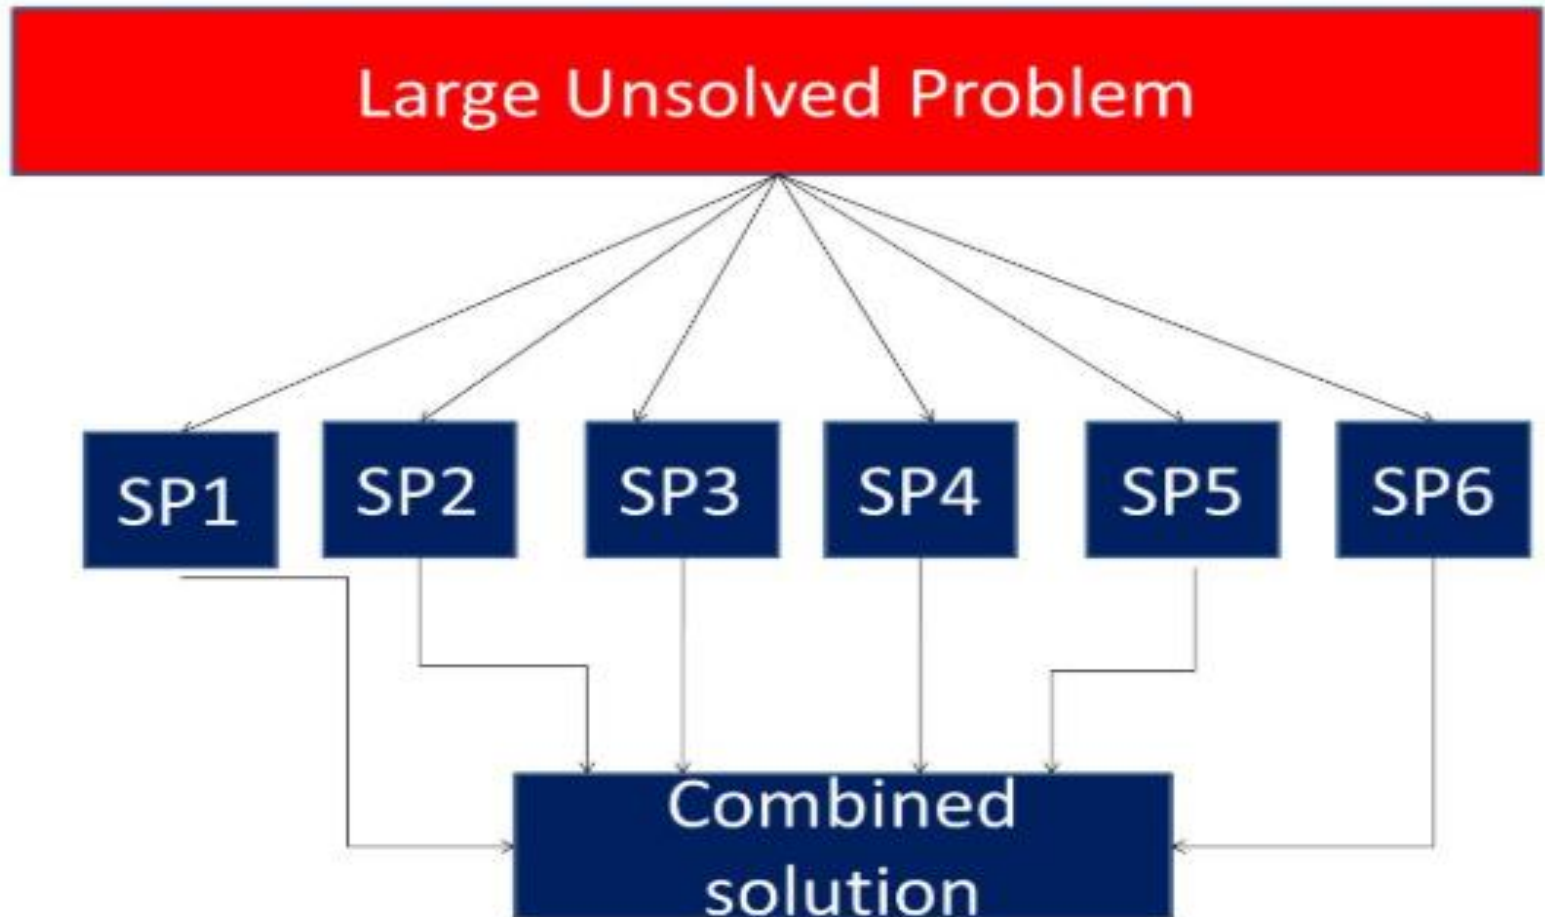 Large Unsolved Problem
SP1
SP2
SP3
SP4
SP5
SP6
Combined
solution